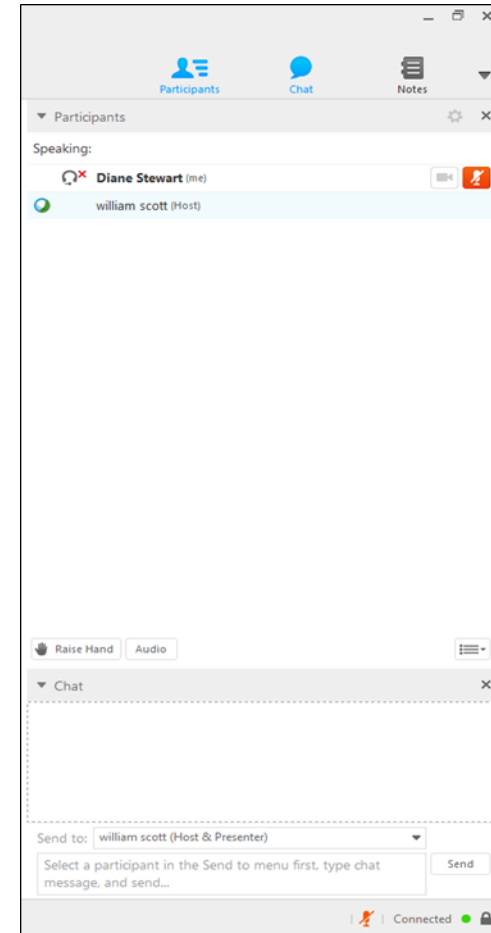 Participants
Chat
Notes
Participants
Speaking:
Diane Stewart (me)
william scott (Host)
Raise Hand
Audio
Chat
Send to: william scott (Host & Presenter)
Select a participant in the Send to menu first, type chat
message, and send...
Send
Connected